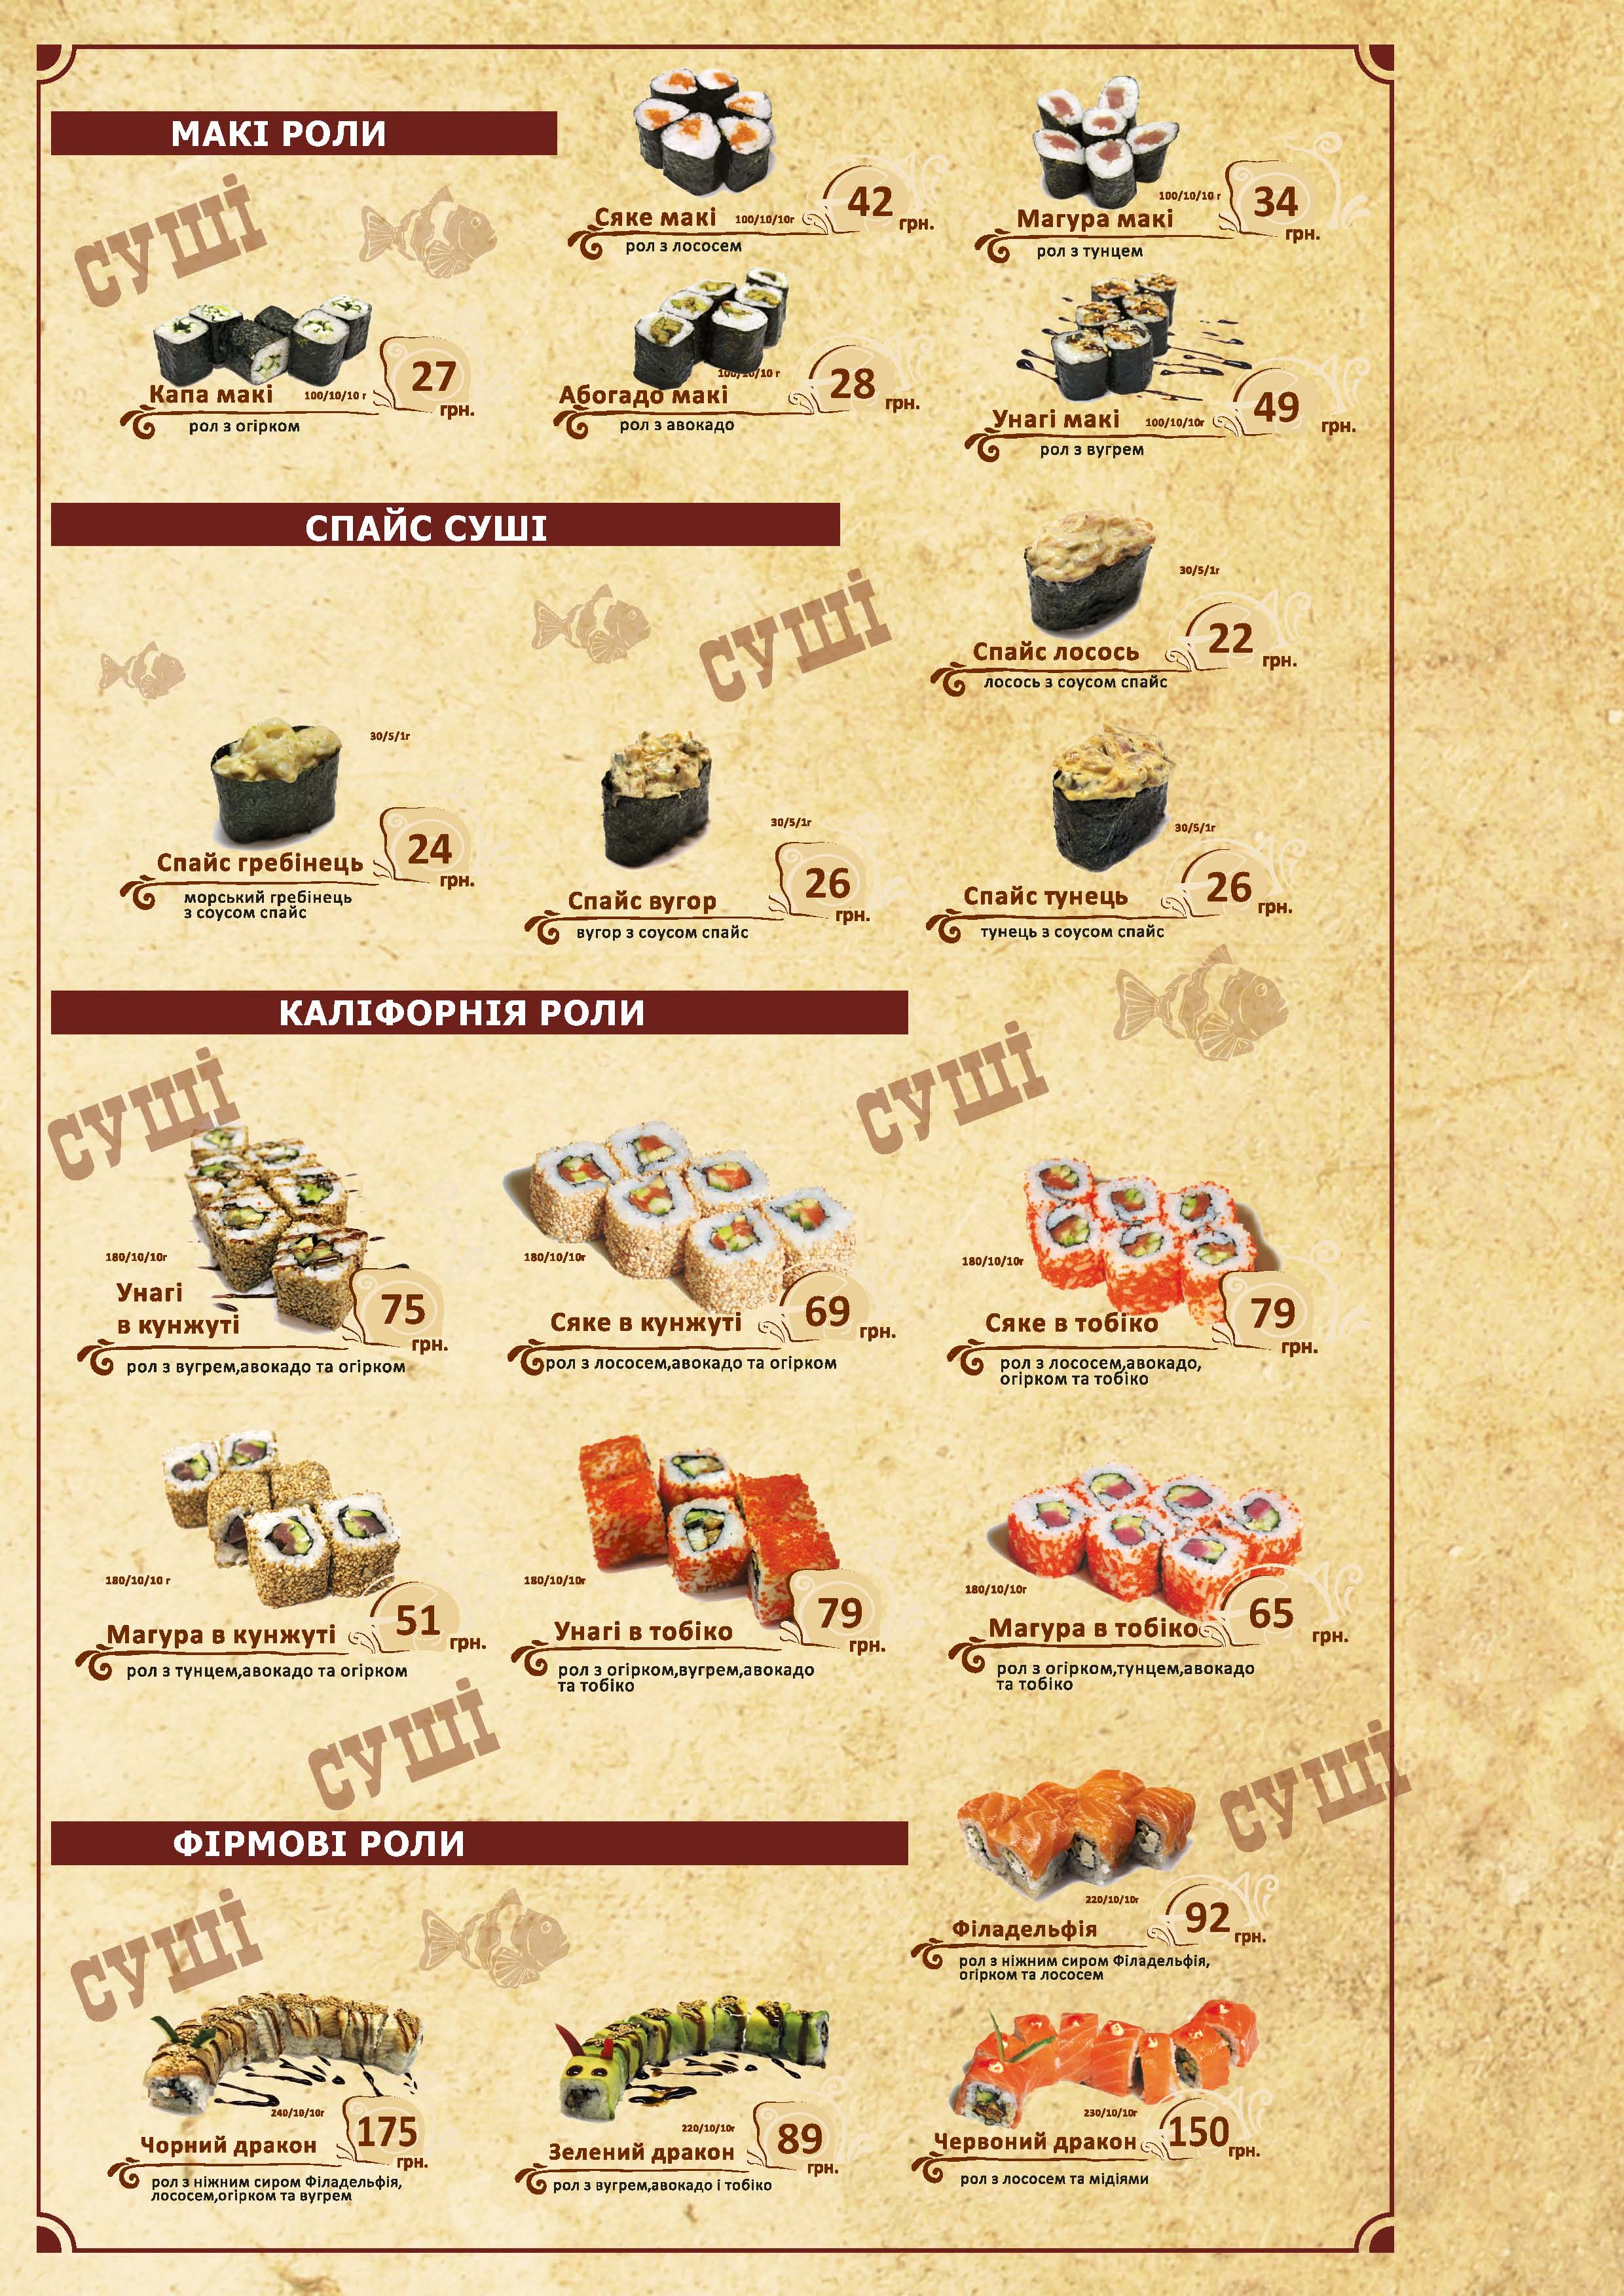 МАКІ РОЛИ
СУШІ
Сяке макі 100/10/10г 42 грн.
рол з лососем
Магура макі 100/10/10 г 34 грн.
рол з тунцем
Капа макі 100/10/10 г 27 грн.
рол з огірком
Абогадо макі 100/10/10 г 28 грн.
рол з авокадо
Унагі макі 100/10/10г 49 грн.
рол з вугрем
СПАЙС СУШІ
СУШІ
30/5/1г
Спайс лосось 22 грн.
лосось з соусом спайс
30/5/1г
Спайс гребінець 24 грн.
морський гребінець
з соусом спайс
30/5/1г
Спайс вугор 26 грн.
вугор з соусом спайс
30/5/1г
Спайс тунець 26 грн.
тунець з соусом спайс
КАЛІФОРНІЯ РОЛИ
СУШІ
СУШІ
180/10/10г
Унагі
в кунжуті 75 грн.
рол з вугрем,авокадо та огірком
180/10/10г
Сяке в кунжуті 69 грн.
рол з лососем,авокадо та огірком
180/10/10г
Сяке в тобіко 79 грн.
рол з лососем,авокадо,
огірком та тобіко
180/10/10 г
Магура в кунжуті 51 грн.
рол з тунцем,авокадо та огірком
180/10/10г
Унагі в тобіко 79 грн.
рол з огірком,вугрем,авокадо
та тобіко
180/10/10г
Магура в тобіко 65 грн.
рол з огірком,тунцем,авокадо
та тобіко
СУШІ
СУШІ
ФІРМОВІ РОЛИ
СУШІ
220/10/10г
Філадельфія 92 грн.
рол з ніжним сиром Філадельфія,
огірком та лососем
240/10/10г
Чорний дракон 175 грн.
рол з ніжним сиром Філадельфія,
лососем,огірком та вугрем
220/10/10г
Зелений дракон 89 грн.
рол з вугрем,авокадо і тобіко
230/10/10г
Червоний дракон 150 грн.
рол з лососем та мідіями